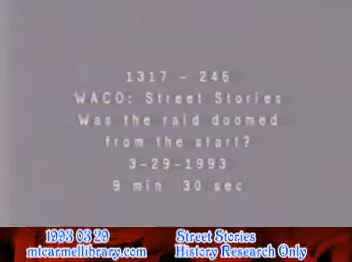 1317 - 246
WACO: Street Stories
Was the raid doomed
from the start?
3-29-1993
9 min 30 sec
1993 03 29 Street Stories
mtcarmellibrary.com History Research Only